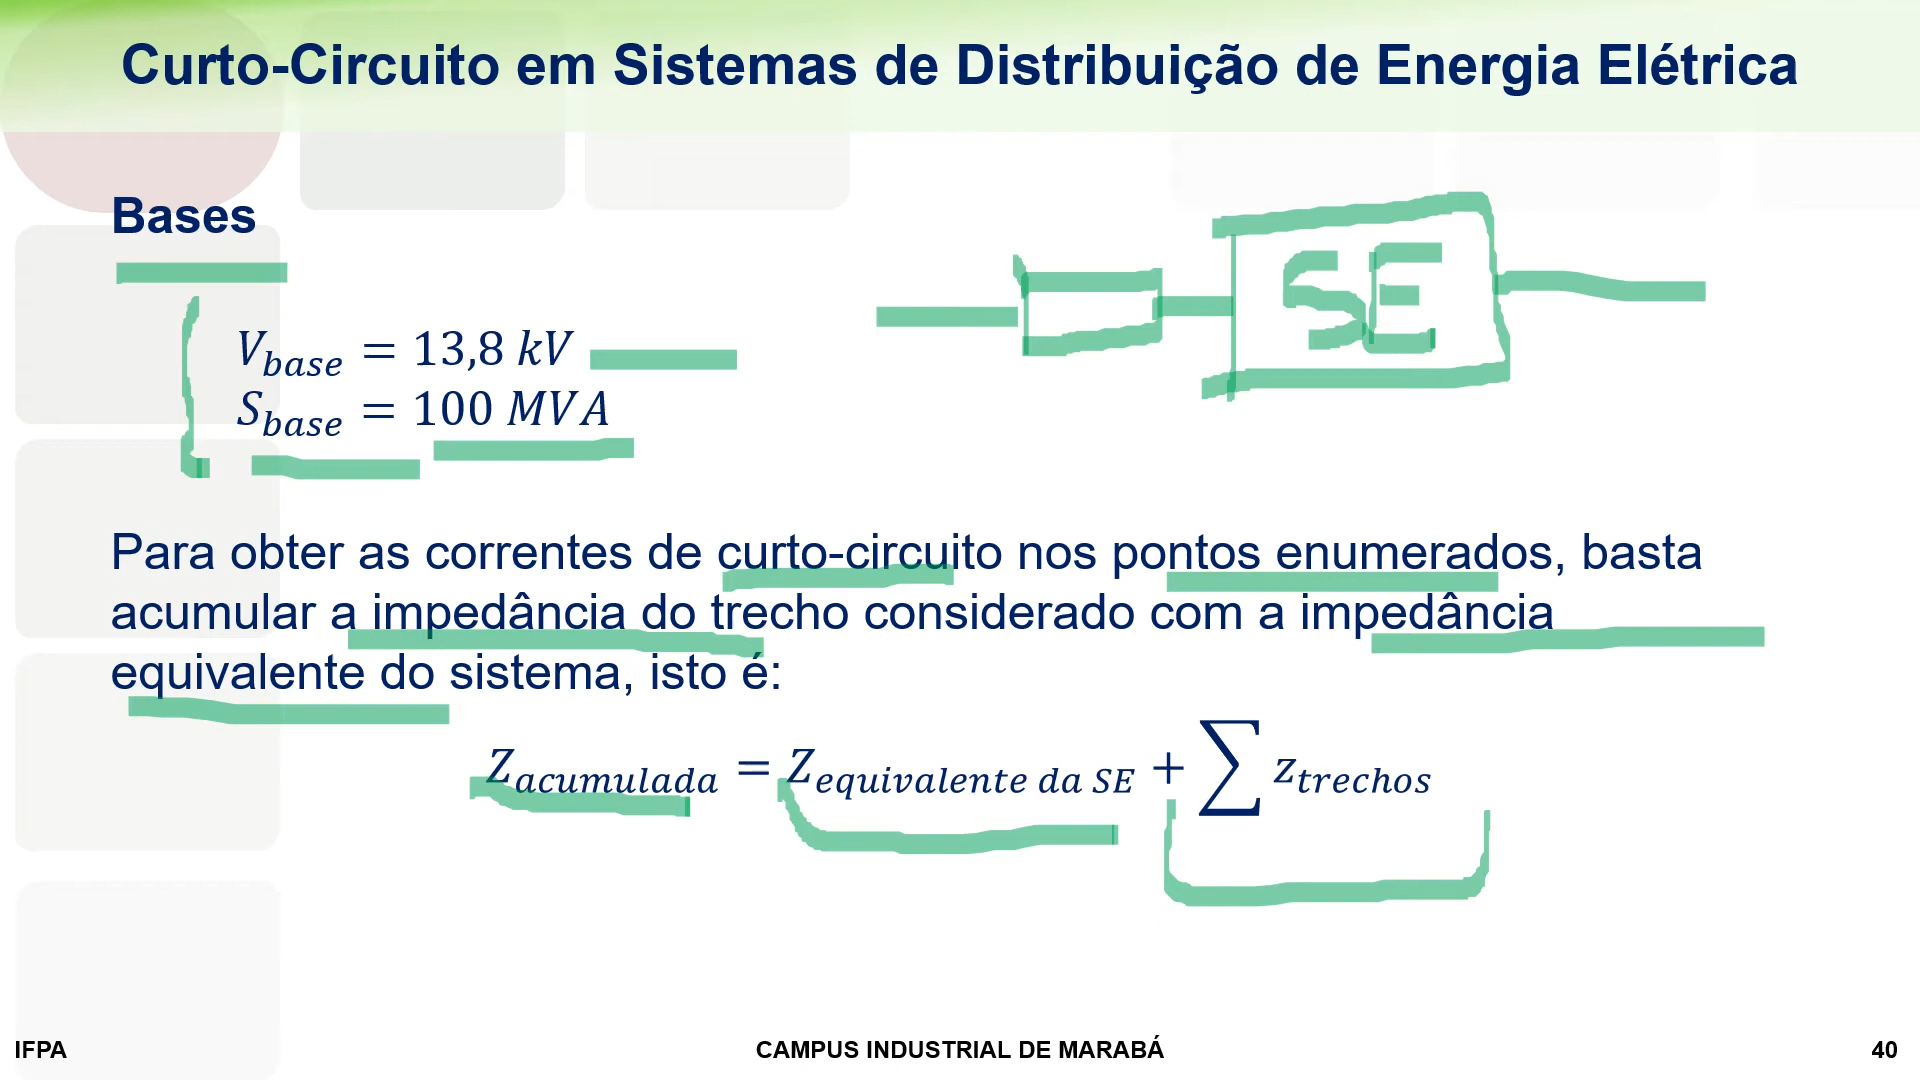 Curto-Circuito em Sistemas de Distribuição de Energia Elétrica
Bases
SE
V_base = 13,8 kV
S_base = 100 MVA
Para obter as correntes de curto-circuito nos pontos enumerados, basta
acumular a impedância do trecho considerado com a impedância
equivalente do sistema, isto é:
Z_acumulada = Z_equivalente da SE + ∑ z_trechos
IFPA
CAMPUS INDUSTRIAL DE MARABÁ
40